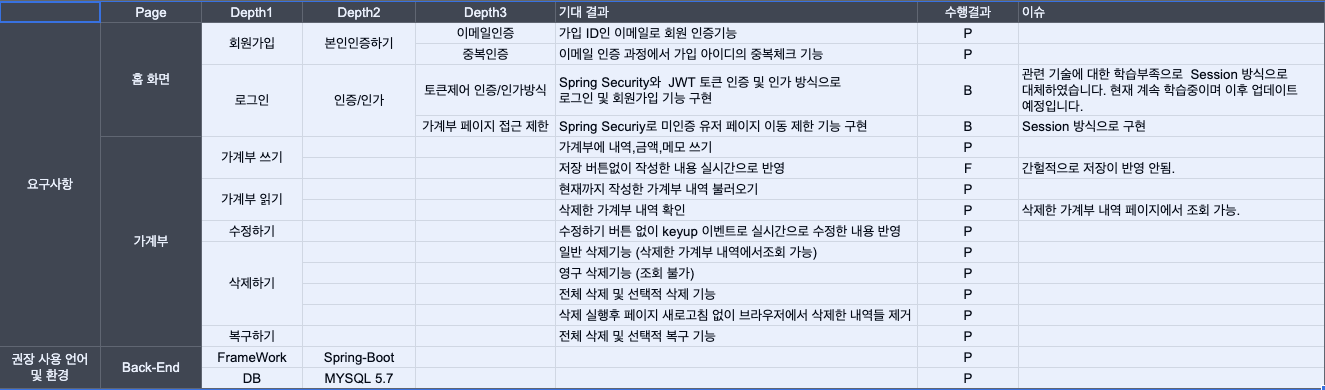 Page Depth1 Depth2 Depth3 기대 결과 수행결과 이슈
요구사항
홈 화면
회원가입 본인인증하기 이메일인증 가입 ID인 이메일로 회원 인증기능 P
중복인증 이메일 인증 과정에서 가입 아이디의 중복체크 기능 P
로그인 인증/인가 토큰제어 인증/인가방식 Spring Security와 JWT 토큰 인증 및 인가 방식으로
로그인 및 회원가입 기능 구현 B 관련 기술에 대한 학습부족으로 Session 방식으로
대체하였습니다. 현재 계속 학습중이며 이후 업데이트
예정입니다.
가계부 페이지 접근 제한 Spring Securiy로 미인증 유저 페이지 이동 제한 기능 구현 B Session 방식으로 구현
가계부
가계부 쓰기 가계부에 내역,금액,메모 쓰기 P
저장 버튼없이 작성한 내용 실시간으로 반영 F 간헐적으로 저장이 반영 안됨.
가계부 읽기 현재까지 작성한 가계부 내역 불러오기 P
삭제한 가계부 내역 확인 P 삭제한 가계부 내역 페이지에서 조회 가능.
수정하기 수정하기 버튼 없이 keyup 이벤트로 실시간으로 수정한 내용 반영 P
삭제하기 일반 삭제기능 (삭제한 가계부 내역에서조회 가능) P
영구 삭제기능 (조회 불가) P
전체 삭제 및 선택적 삭제 기능 P
삭제 실행후 페이지 새로고침 없이 브라우저에서 삭제한 내역들 제거 P
복구하기 전체 삭제 및 선택적 복구 기능 P
권장 사용 언어
및 환경
Back-End
FrameWork Spring-Boot P
DB MYSQL 5.7 P